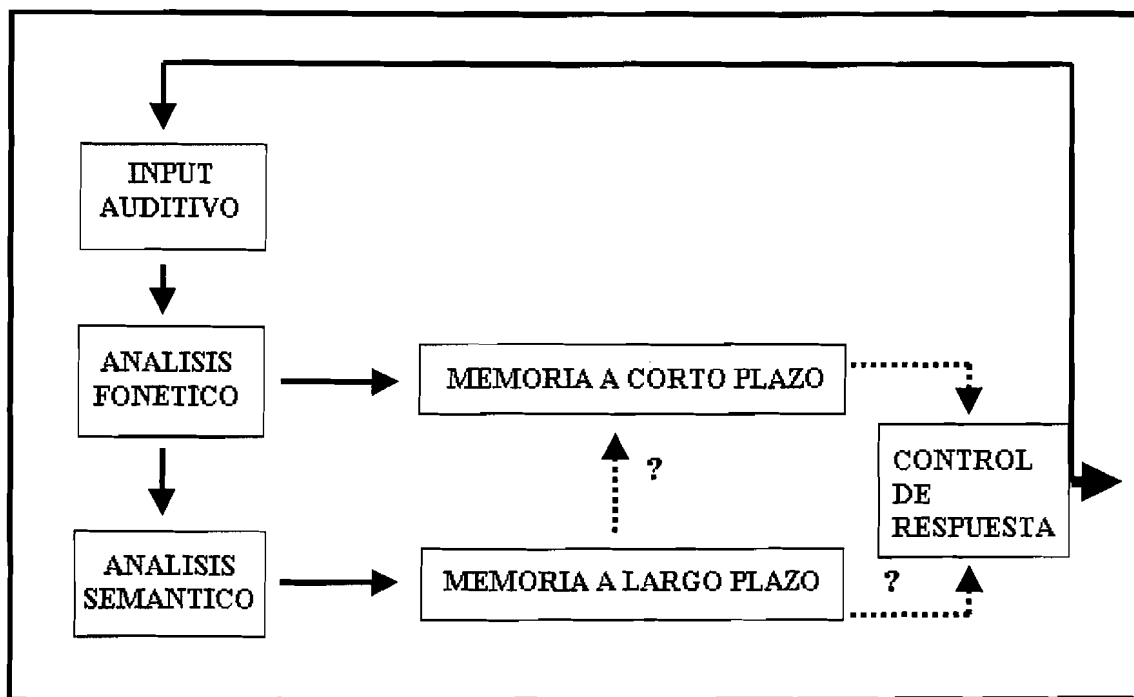 INPUT
AUDITIVO
ANALISIS
FONETICO
MEMORIA A CORTO PLAZO
?
CONTROL
DE
RESPUESTA
ANALISIS
SEMANTICO
MEMORIA A LARGO PLAZO
?